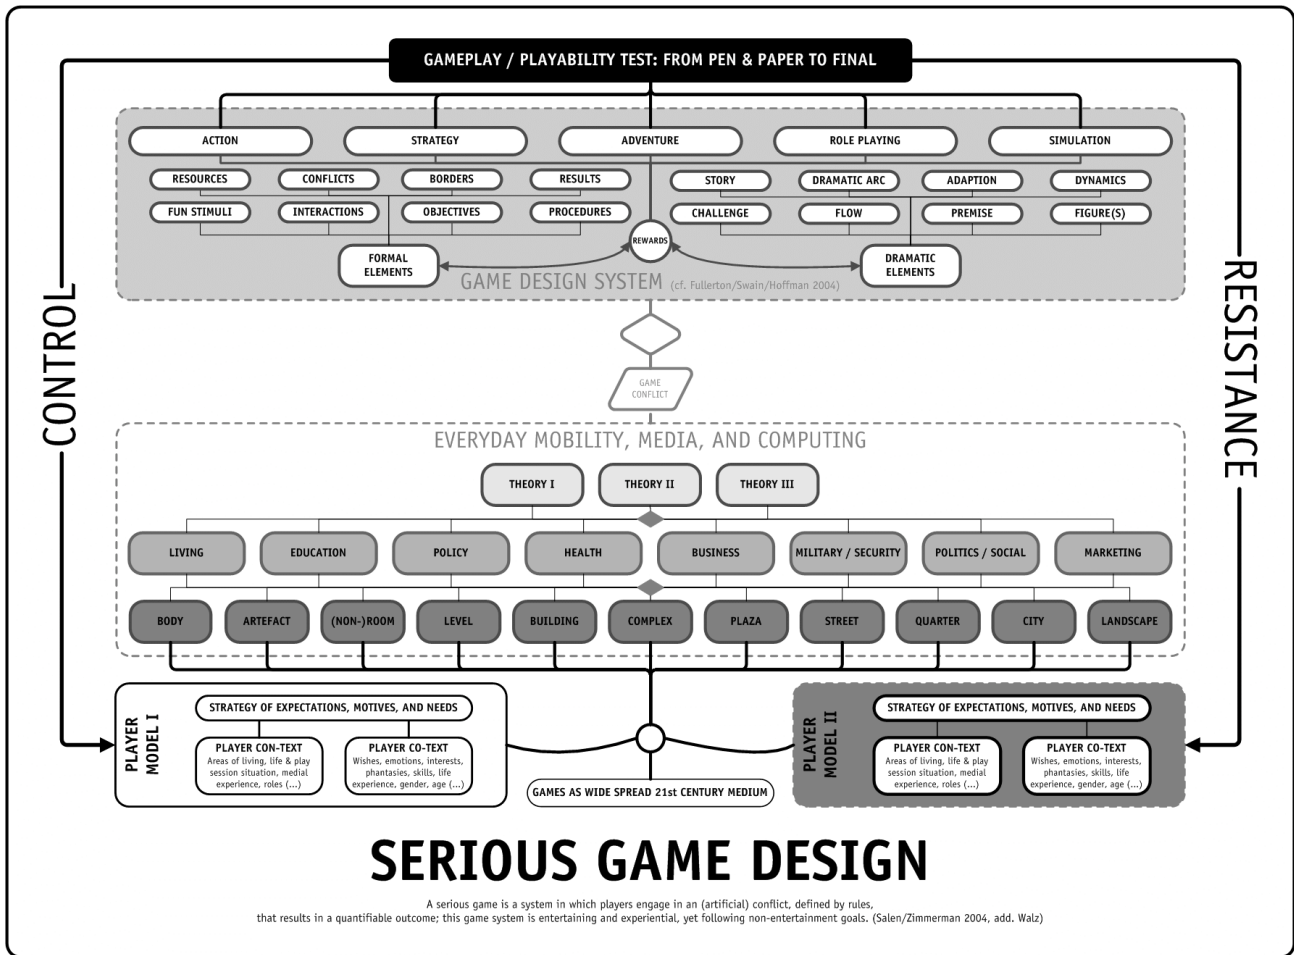 GAMEPLAY / PLAYABILITY TEST: FROM PEN & PAPER TO FINAL
ACTION
STRATEGY
ADVENTURE
ROLE PLAYING
SIMULATION
RESOURCES
CONFLICTS
BORDERS
RESULTS
STORY
DRAMATIC ARC
ADAPTION
DYNAMICS
FUN STIMULI
INTERACTIONS
OBJECTIVES
PROCEDURES
CHALLENGE
FLOW
PREMISE
FIGURE(S)
REWARDS
FORMAL
ELEMENTS
DRAMATIC
ELEMENTS
GAME DESIGN SYSTEM (cf. Fullerton/Swain/Hoffman 2004)
CONTROL
RESISTANCE
GAME
CONFLICT
EVERYDAY MOBILITY, MEDIA, AND COMPUTING
THEORY I
THEORY II
THEORY III
LIVING
EDUCATION
POLICY
HEALTH
BUSINESS
MILITARY / SECURITY
POLITICS / SOCIAL
MARKETING
BODY
ARTEFACT
(NON-)ROOM
LEVEL
BUILDING
COMPLEX
PLAZA
STREET
QUARTER
CITY
LANDSCAPE
PLAYER
MODEL I
STRATEGY OF EXPECTATIONS, MOTIVES, AND NEEDS
PLAYER CON-TEXT
Areas of living, life & play
session situation, medial
experience, roles (...)
PLAYER CO-TEXT
Wishes, emotions, interests,
phantasies, skills, life
experience, gender, age (...)
GAMES AS WIDE SPREAD 21st CENTURY MEDIUM
PLAYER
MODEL II
STRATEGY OF EXPECTATIONS, MOTIVES, AND NEEDS
PLAYER CON-TEXT
Areas of living, life & play
session situation, medial
experience, roles (...)
PLAYER CO-TEXT
Wishes, emotions, interests,
phantasies, skills, life
experience, gender, age (...)
SERIOUS GAME DESIGN
A serious game is a system in which players engage in an (artificial) conflict, defined by rules,
that results in a quantifiable outcome; this game system is entertaining and experiential, yet following non-entertainment goals. (Salen/Zimmerman 2004, add. Walz)